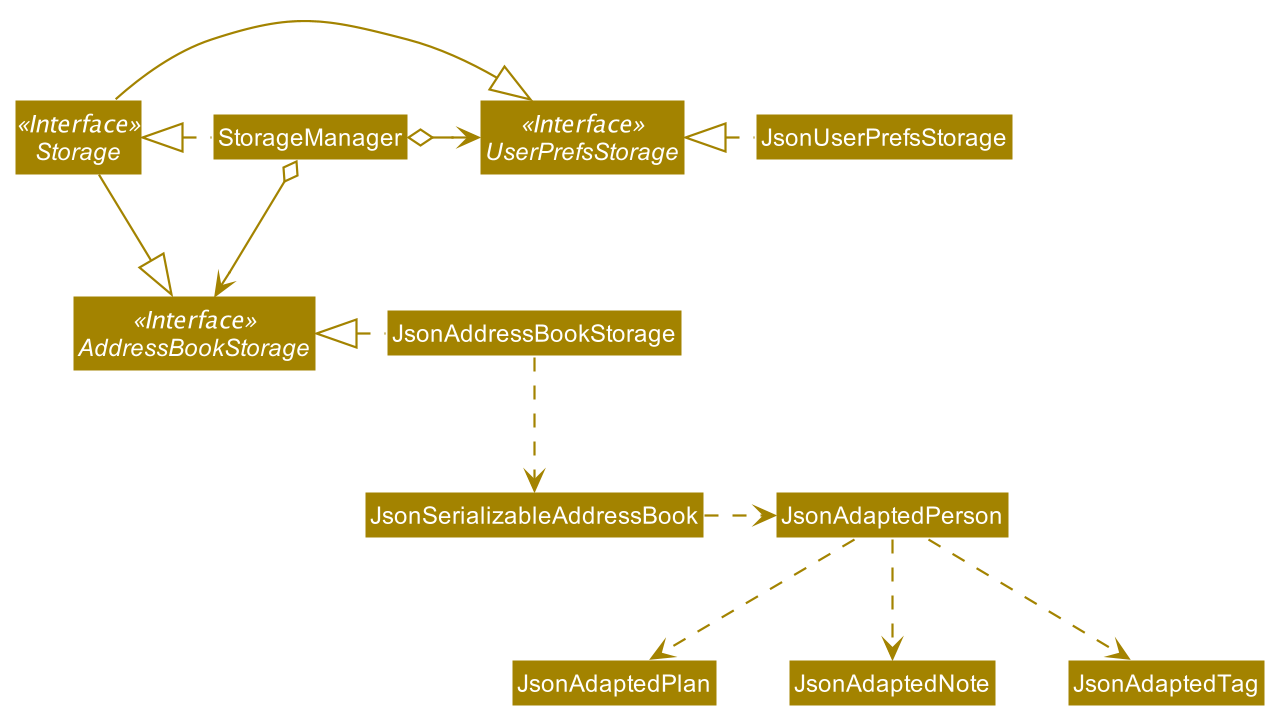 «Interface»
Storage
StorageManager
«Interface»
UserPrefsStorage
JsonUserPrefsStorage
«Interface»
AddressBookStorage
JsonAddressBookStorage
JsonSerializableAddressBook
JsonAdaptedPerson
JsonAdaptedPlan
JsonAdaptedNote
JsonAdaptedTag